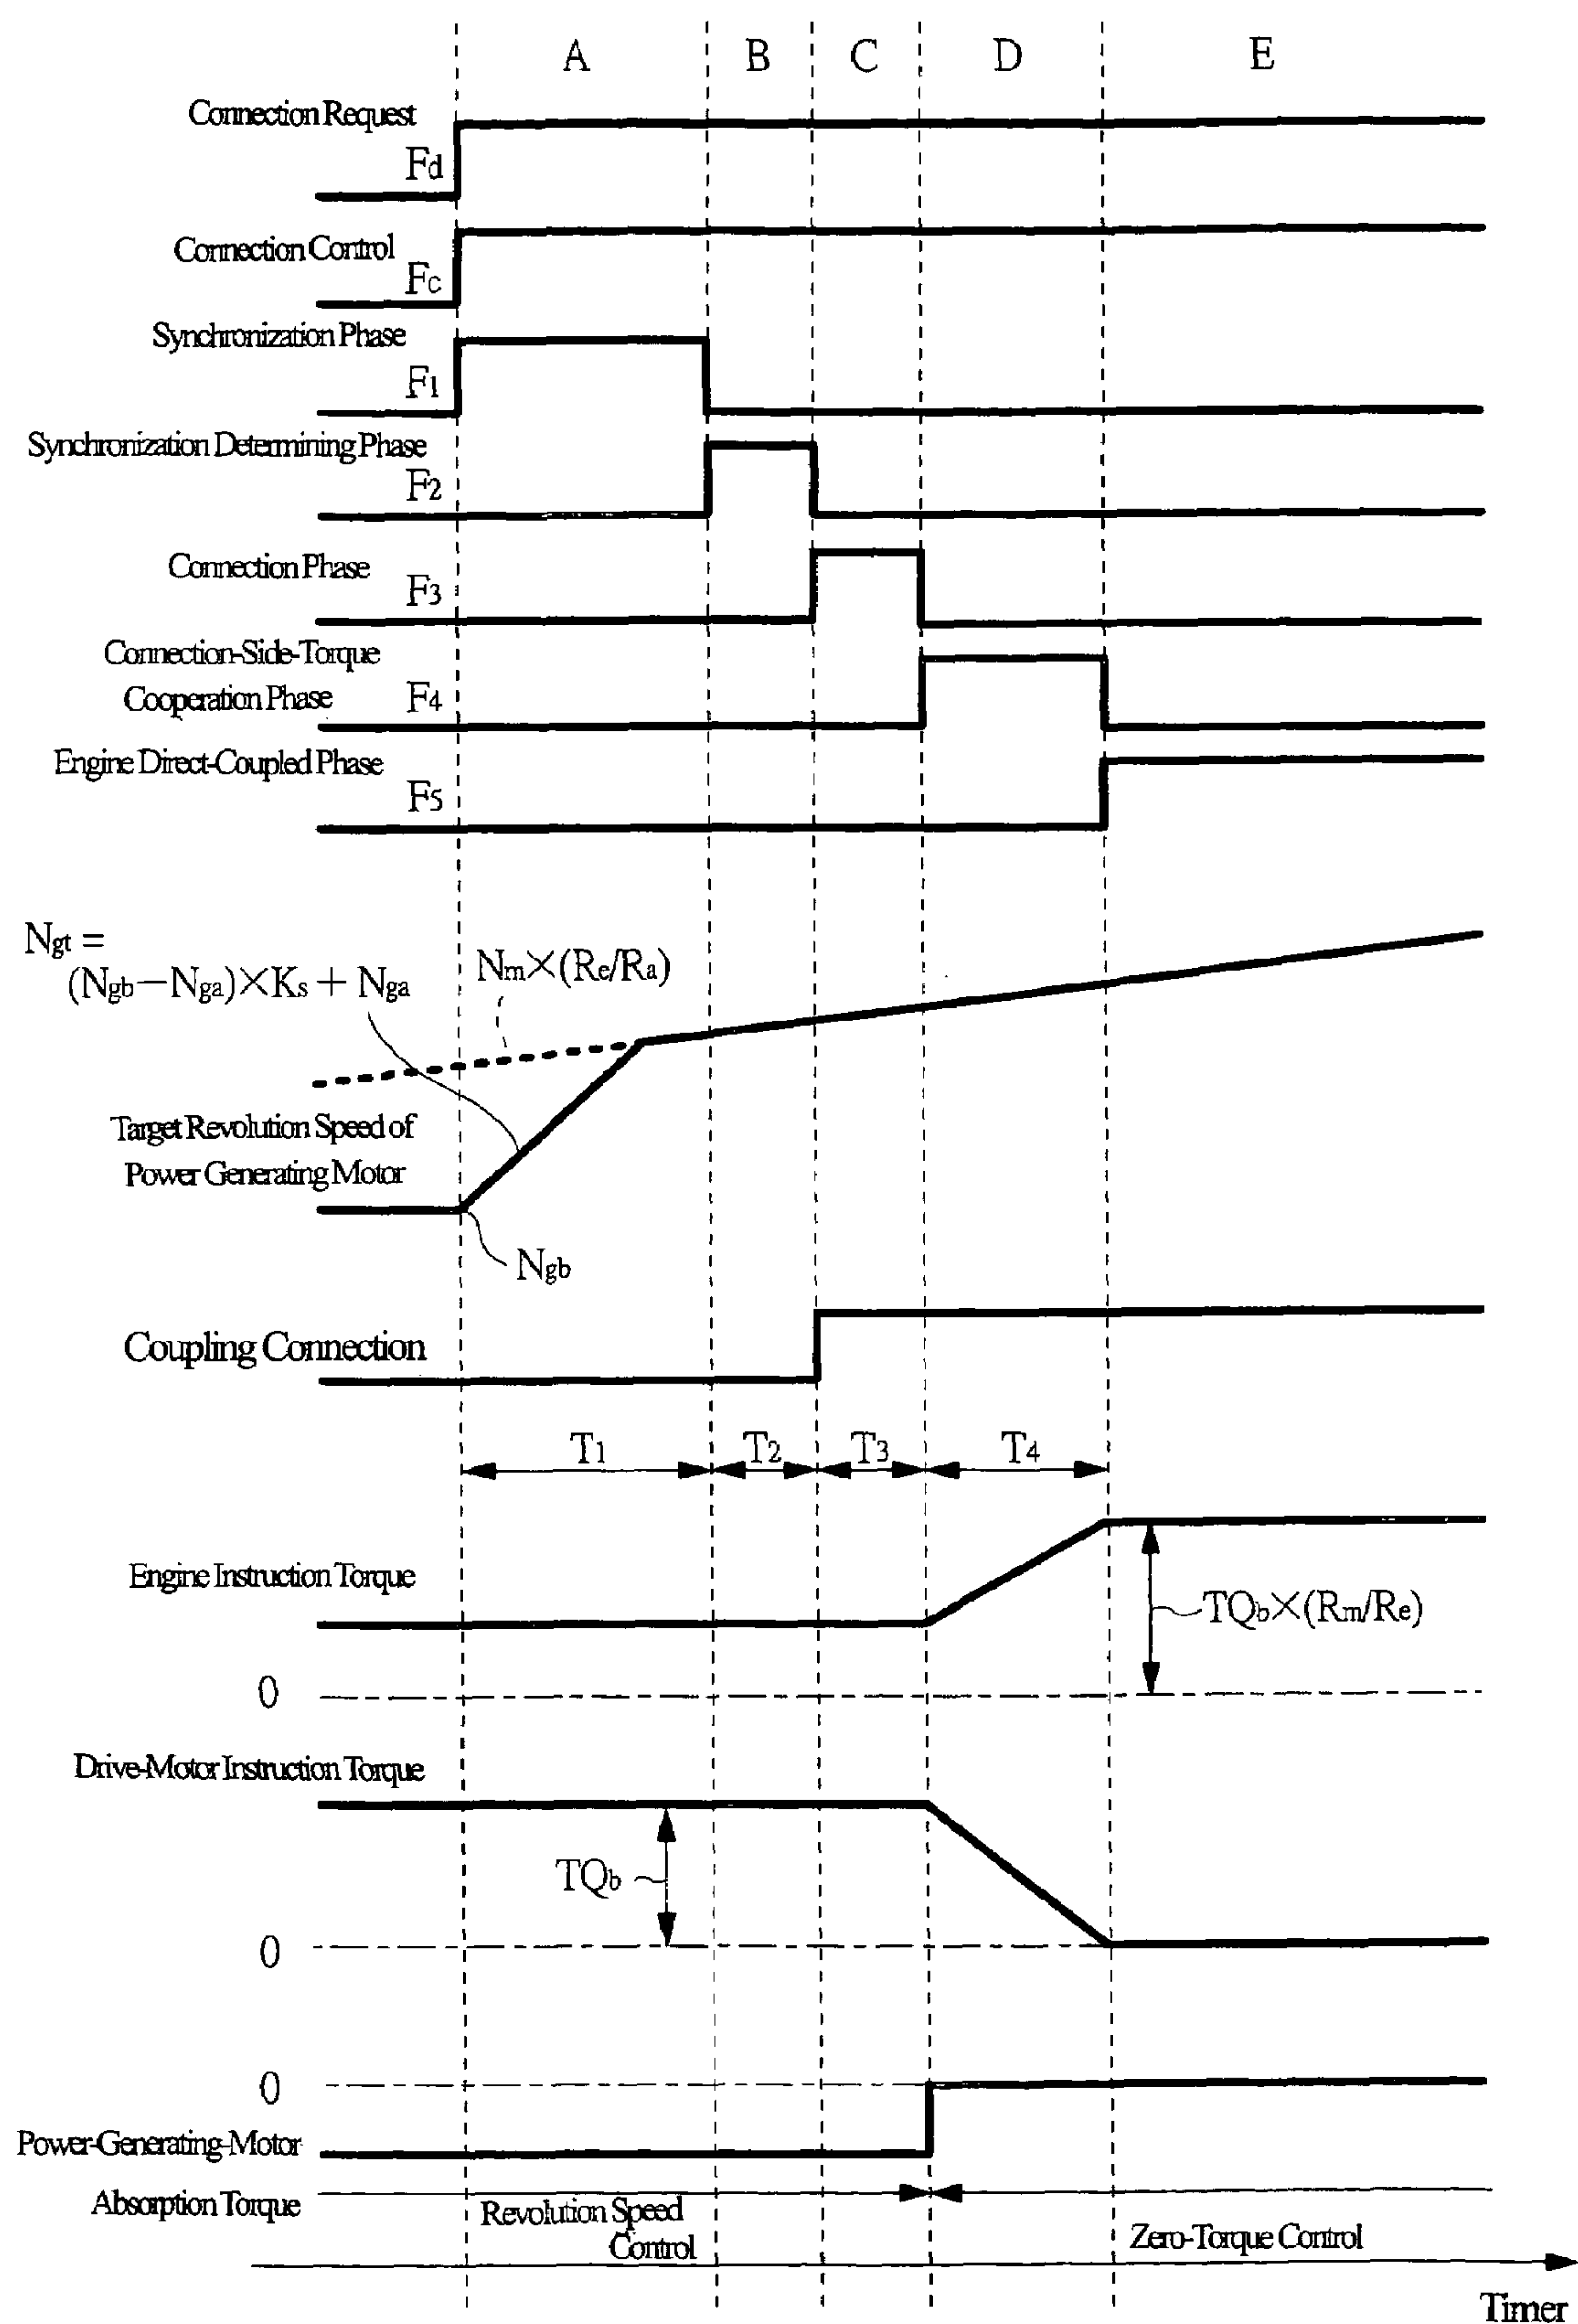 A B C D E
Connection Request
Fd
Connection Control
Fc
Synchronization Phase
F1
Synchronization Determining Phase
F2
Connection Phase
F3
Connection-Side-Torque
Cooperation Phase F4
Engine Direct-Coupled Phase
F5
Ngt =
(Ngb−Nga)×Ks + Nga
Nm×(Re/Ra)
Target Revolution Speed of
Power Generating Motor
Ngb
Coupling Connection
T1 T2 T3 T4
Engine Instruction Torque
TQb×(Rm/Re)
0
Drive-Motor Instruction Torque
TQb
0
0
Power-Generating-Motor
Absorption Torque
Revolution Speed
Control
Zero-Torque Control
Timer